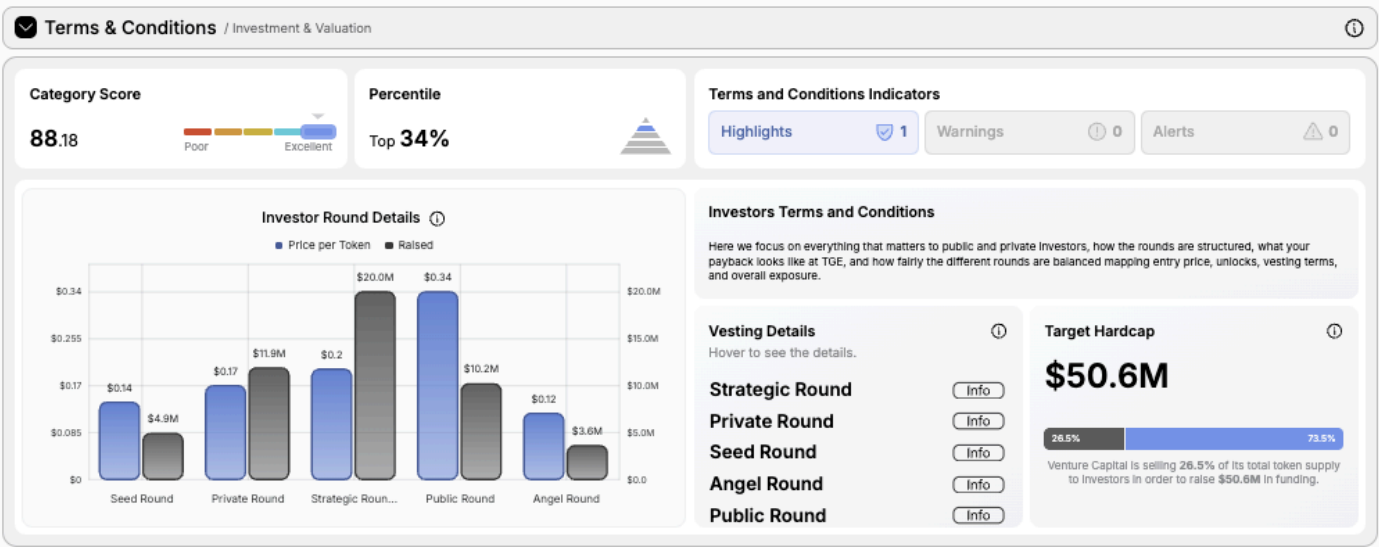 Terms & Conditions / Investment & Valuation
Category Score
88.18
Poor
Excellent
Percentile
Top 34%
Terms and Conditions Indicators
Highlights 1
Warnings 0
Alerts 0
Investor Round Details
Price per Token
Raised
$0.34
$0.255
$0.17
$0.085
$0
$0.14
$4.9M
$0.17
$11.9M
$0.2
$20.0M
$0.34
$10.2M
$0.12
$3.6M
$20.0M
$15.0M
$10.0M
$5.0M
$0.0
Seed Round
Private Round
Strategic Roun...
Public Round
Angel Round
Investors Terms and Conditions
Here we focus on everything that matters to public and private investors, how the rounds are structured, what your
payback looks like at TGE, and how fairly the different rounds are balanced mapping entry price, unlocks, vesting terms,
and overall exposure.
Vesting Details
Hover to see the details.
Strategic Round Info
Private Round Info
Seed Round Info
Angel Round Info
Public Round Info
Target Hardcap
$50.6M
26.5%
73.5%
Venture Capital is selling 26.5% of its total token supply
to investors in order to raise $50.6M in funding.